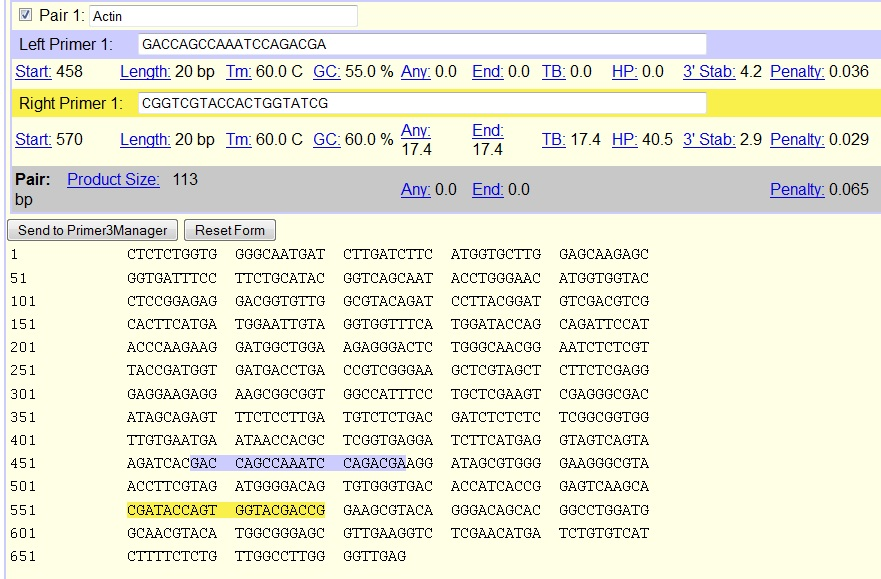 Pair 1: Actin
Left Primer 1: GACCAGCCAAATCCAGACGA
Start: 458 Length: 20 bp Tm: 60.0 C GC: 55.0 % Any: 0.0 End: 0.0 TB: 0.0 HP: 0.0 3' Stab: 4.2 Penalty: 0.036
Right Primer 1: CGGTCGTACCACTGGTATCG
Start: 570 Length: 20 bp Tm: 60.0 C GC: 60.0 % Any: 17.4 End: 17.4 TB: 17.4 HP: 40.5 3' Stab: 2.9 Penalty: 0.029
Pair: Product Size: 113 bp Any: 0.0 End: 0.0 Penalty: 0.065
Send to Primer3Manager Reset Form
1 CTCTCTGGTG GGGCAATGAT CTTGATCTTC ATGGTGCTTG GAGCAAGAGC
51 GGTGATTTCC TTCTGCATAC GGTCAGCAAT ACCTGGGAAC ATGGTGGTAC
101 CTCCGGAGAG GACGGTGTTG GCGTACAGAT CCTTACGGAT GTCGACGTCG
151 CACTTCATGA TGGAATTGTA GGTGGTTTCA TGGATACCAG CAGATTCCAT
201 ACCCAAGAAG GATGGCTGGA AGAGGGACTC TGGGCAACGG AATCTCTCGT
251 TACCGATGGT GATGACCTGA CCGTCGGGAA GCTCGTAGCT CTTCTCGAGG
301 GAGGAAGAGG AAGCGGCGGT GGCCATTTCC TGCTCGAAGT CGAGGGCGAC
351 ATAGCAGAGT TTCTCCTTGA TGTCTCTGAC GATCTCTCTC TCGGCGGTGG
401 TTGTGAATGA ATAACCACGC TCGGTGAGGA TCTTCATGAG GTAGTCAGTA
451 AGATCACGAC CAGCCAAATC CAGACGAAGG ATAGCGTGGG GAAGGGCGTA
501 ACCTTCGTAG ATGGGGACAG TGTGGGTGAC ACCATCACCG GAGTCAAGCA
551 CGATACCAGT GGTACGACCG GAAGCGTACA GGGACAGCAC GGCCTGGATG
601 GCAACGTACA TGGCGGGAGC GTTGAAGGTC TCGAACATGA TCTGTGTCAT
651 CTTTTCTCTG TTGGCCTTGG GGTTGAG